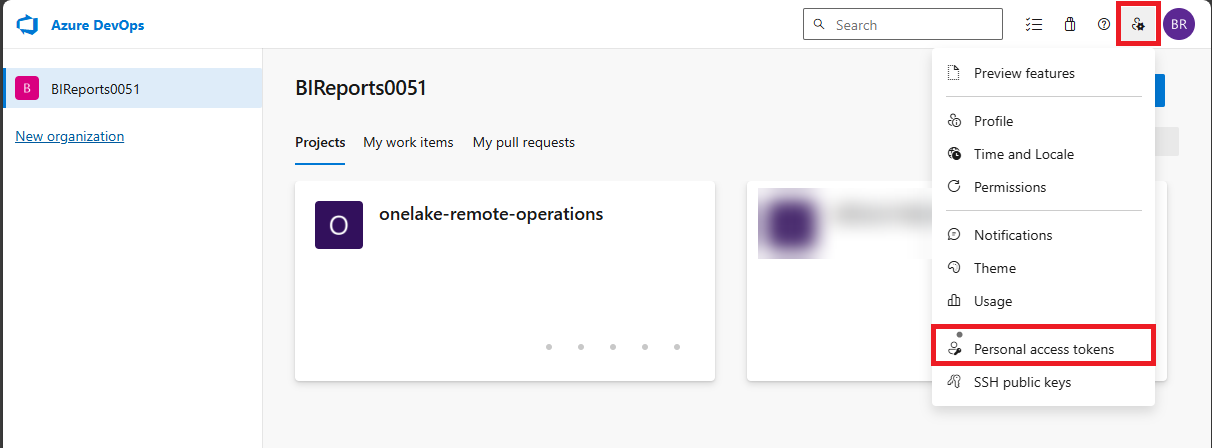 Azure DevOps
Search
BR
B
BIReports0051
New organization
BIReports0051
Projects
My work items
My pull requests
O
onelake-remote-operations
Preview features
Profile
Time and Locale
Permissions
Notifications
Theme
Usage
Personal access tokens
SSH public keys